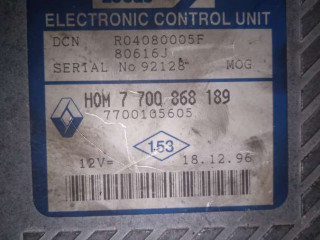 ELECTRONIC CONTROL UNIT
DCN R04080005F
80616J
SERIAL No 92128 MOG
HOM 7 700 868 189
7700105605
153
12V= 18.12.96